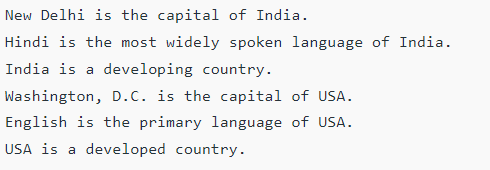 New Delhi is the capital of India.
Hindi is the most widely spoken language of India.
India is a developing country.
Washington, D.C. is the capital of USA.
English is the primary language of USA.
USA is a developed country.